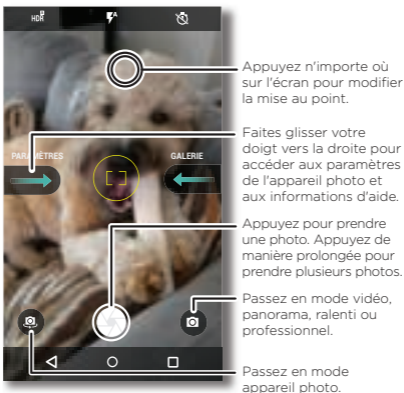 HDR
A
Appuyez n'importe où
sur l'écran pour modifier
la mise au point.
Faites glisser votre
doigt vers la droite pour
accéder aux paramètres
de l'appareil photo et
aux informations d'aide.
PARAMÈTRES
GALERIE
Appuyez pour prendre
une photo. Appuyez de
manière prolongée pour
prendre plusieurs photos.
Passez en mode vidéo,
panorama, ralenti ou
professionnel.
Passez en mode
appareil photo.